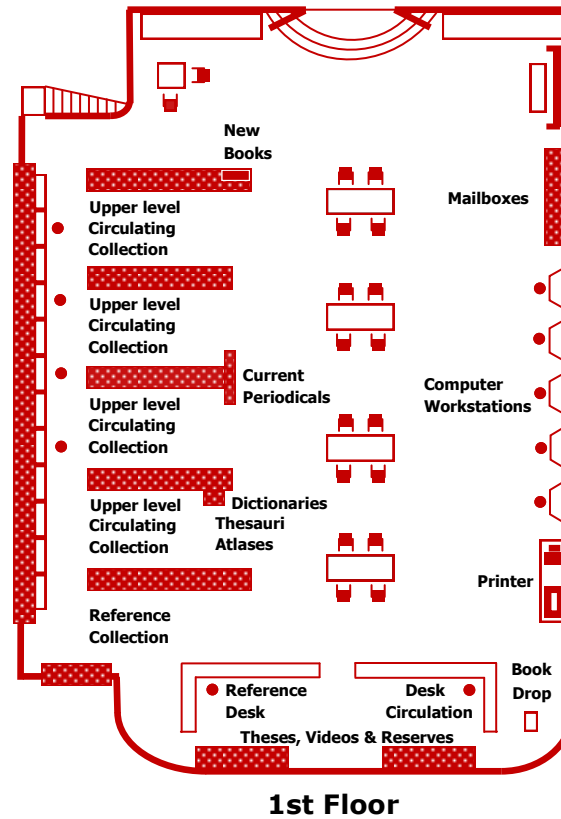 New
Books
Upper level
Circulating
Collection
Mailboxes
Upper level
Circulating
Collection
Current
Periodicals
Computer
Workstations
Upper level
Circulating
Collection
Dictionaries
Thesauri
Atlases
Upper level
Circulating
Collection
Printer
Reference
Collection
Reference
Desk
Desk
Circulation
Book
Drop
Theses, Videos & Reserves
1st Floor